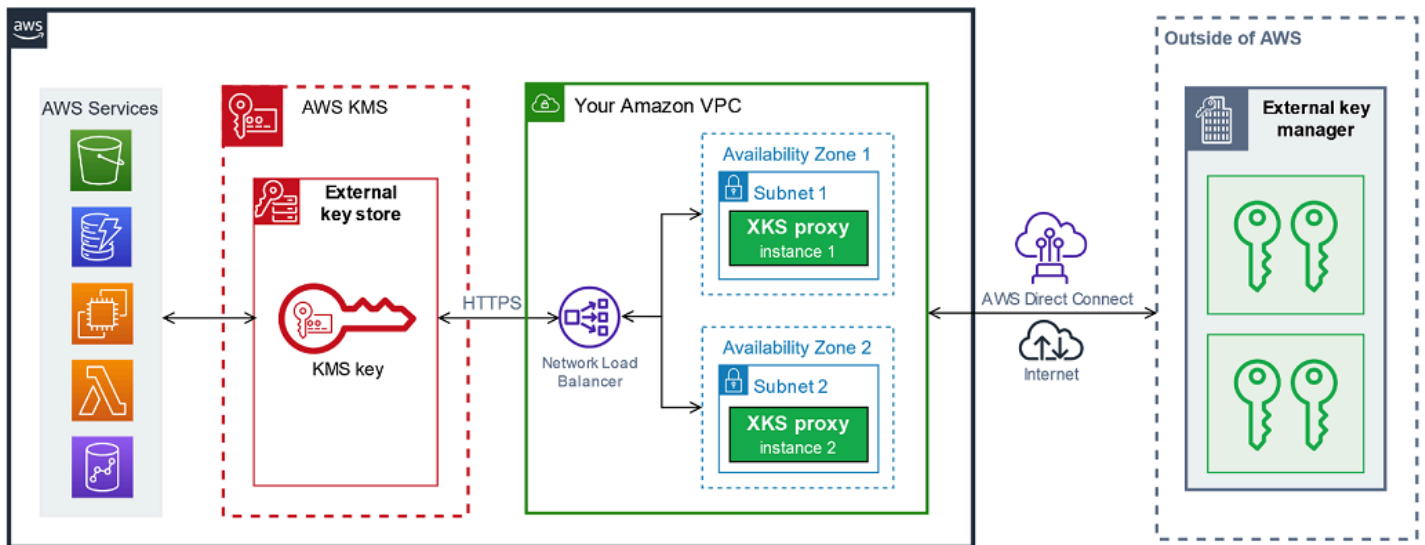 aws
AWS Services
AWS KMS
External
key store
KMS key
HTTPS
Your Amazon VPC
Network Load
Balancer
Availability Zone 1
Subnet 1
XKS proxy
instance 1
Availability Zone 2
Subnet 2
XKS proxy
instance 2
AWS Direct Connect
Internet
Outside of AWS
External key
manager